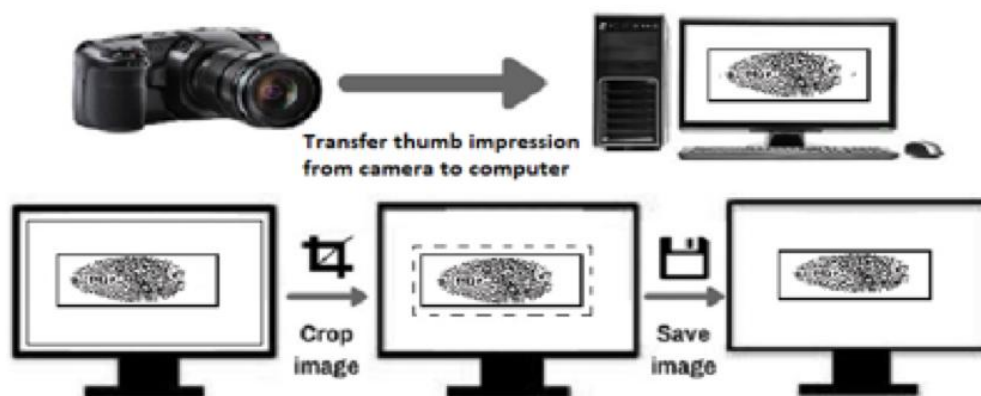 Transfer thumb impression
from camera to computer
Crop
image
Save
image